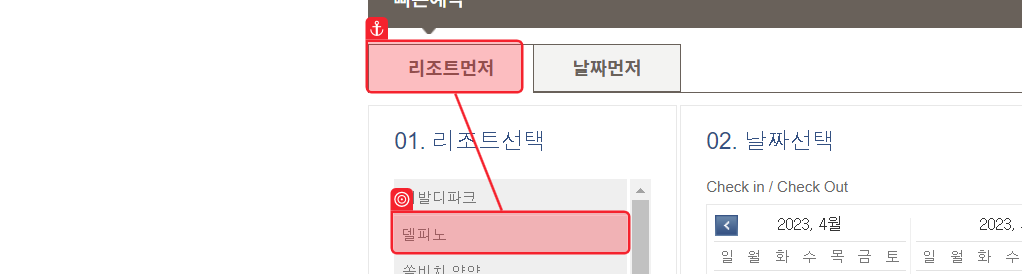 빠른예약
리조트먼저
날짜먼저
01. 리조트선택
02. 날짜선택
발디파크
Check in / Check Out
델피노
2023, 4월
2023,
일 월 화 수 목 금 토
일 월 화 수
쏠비치 양양